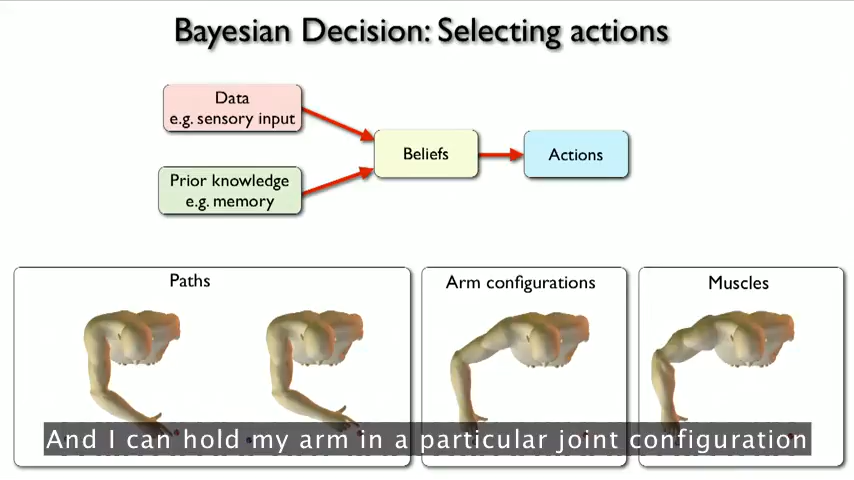 Bayesian Decision: Selecting actions
Data
e.g. sensory input
Beliefs
Actions
Prior knowledge
e.g. memory
Paths
Arm configurations
Muscles
And I can hold my arm in a particular joint configuration